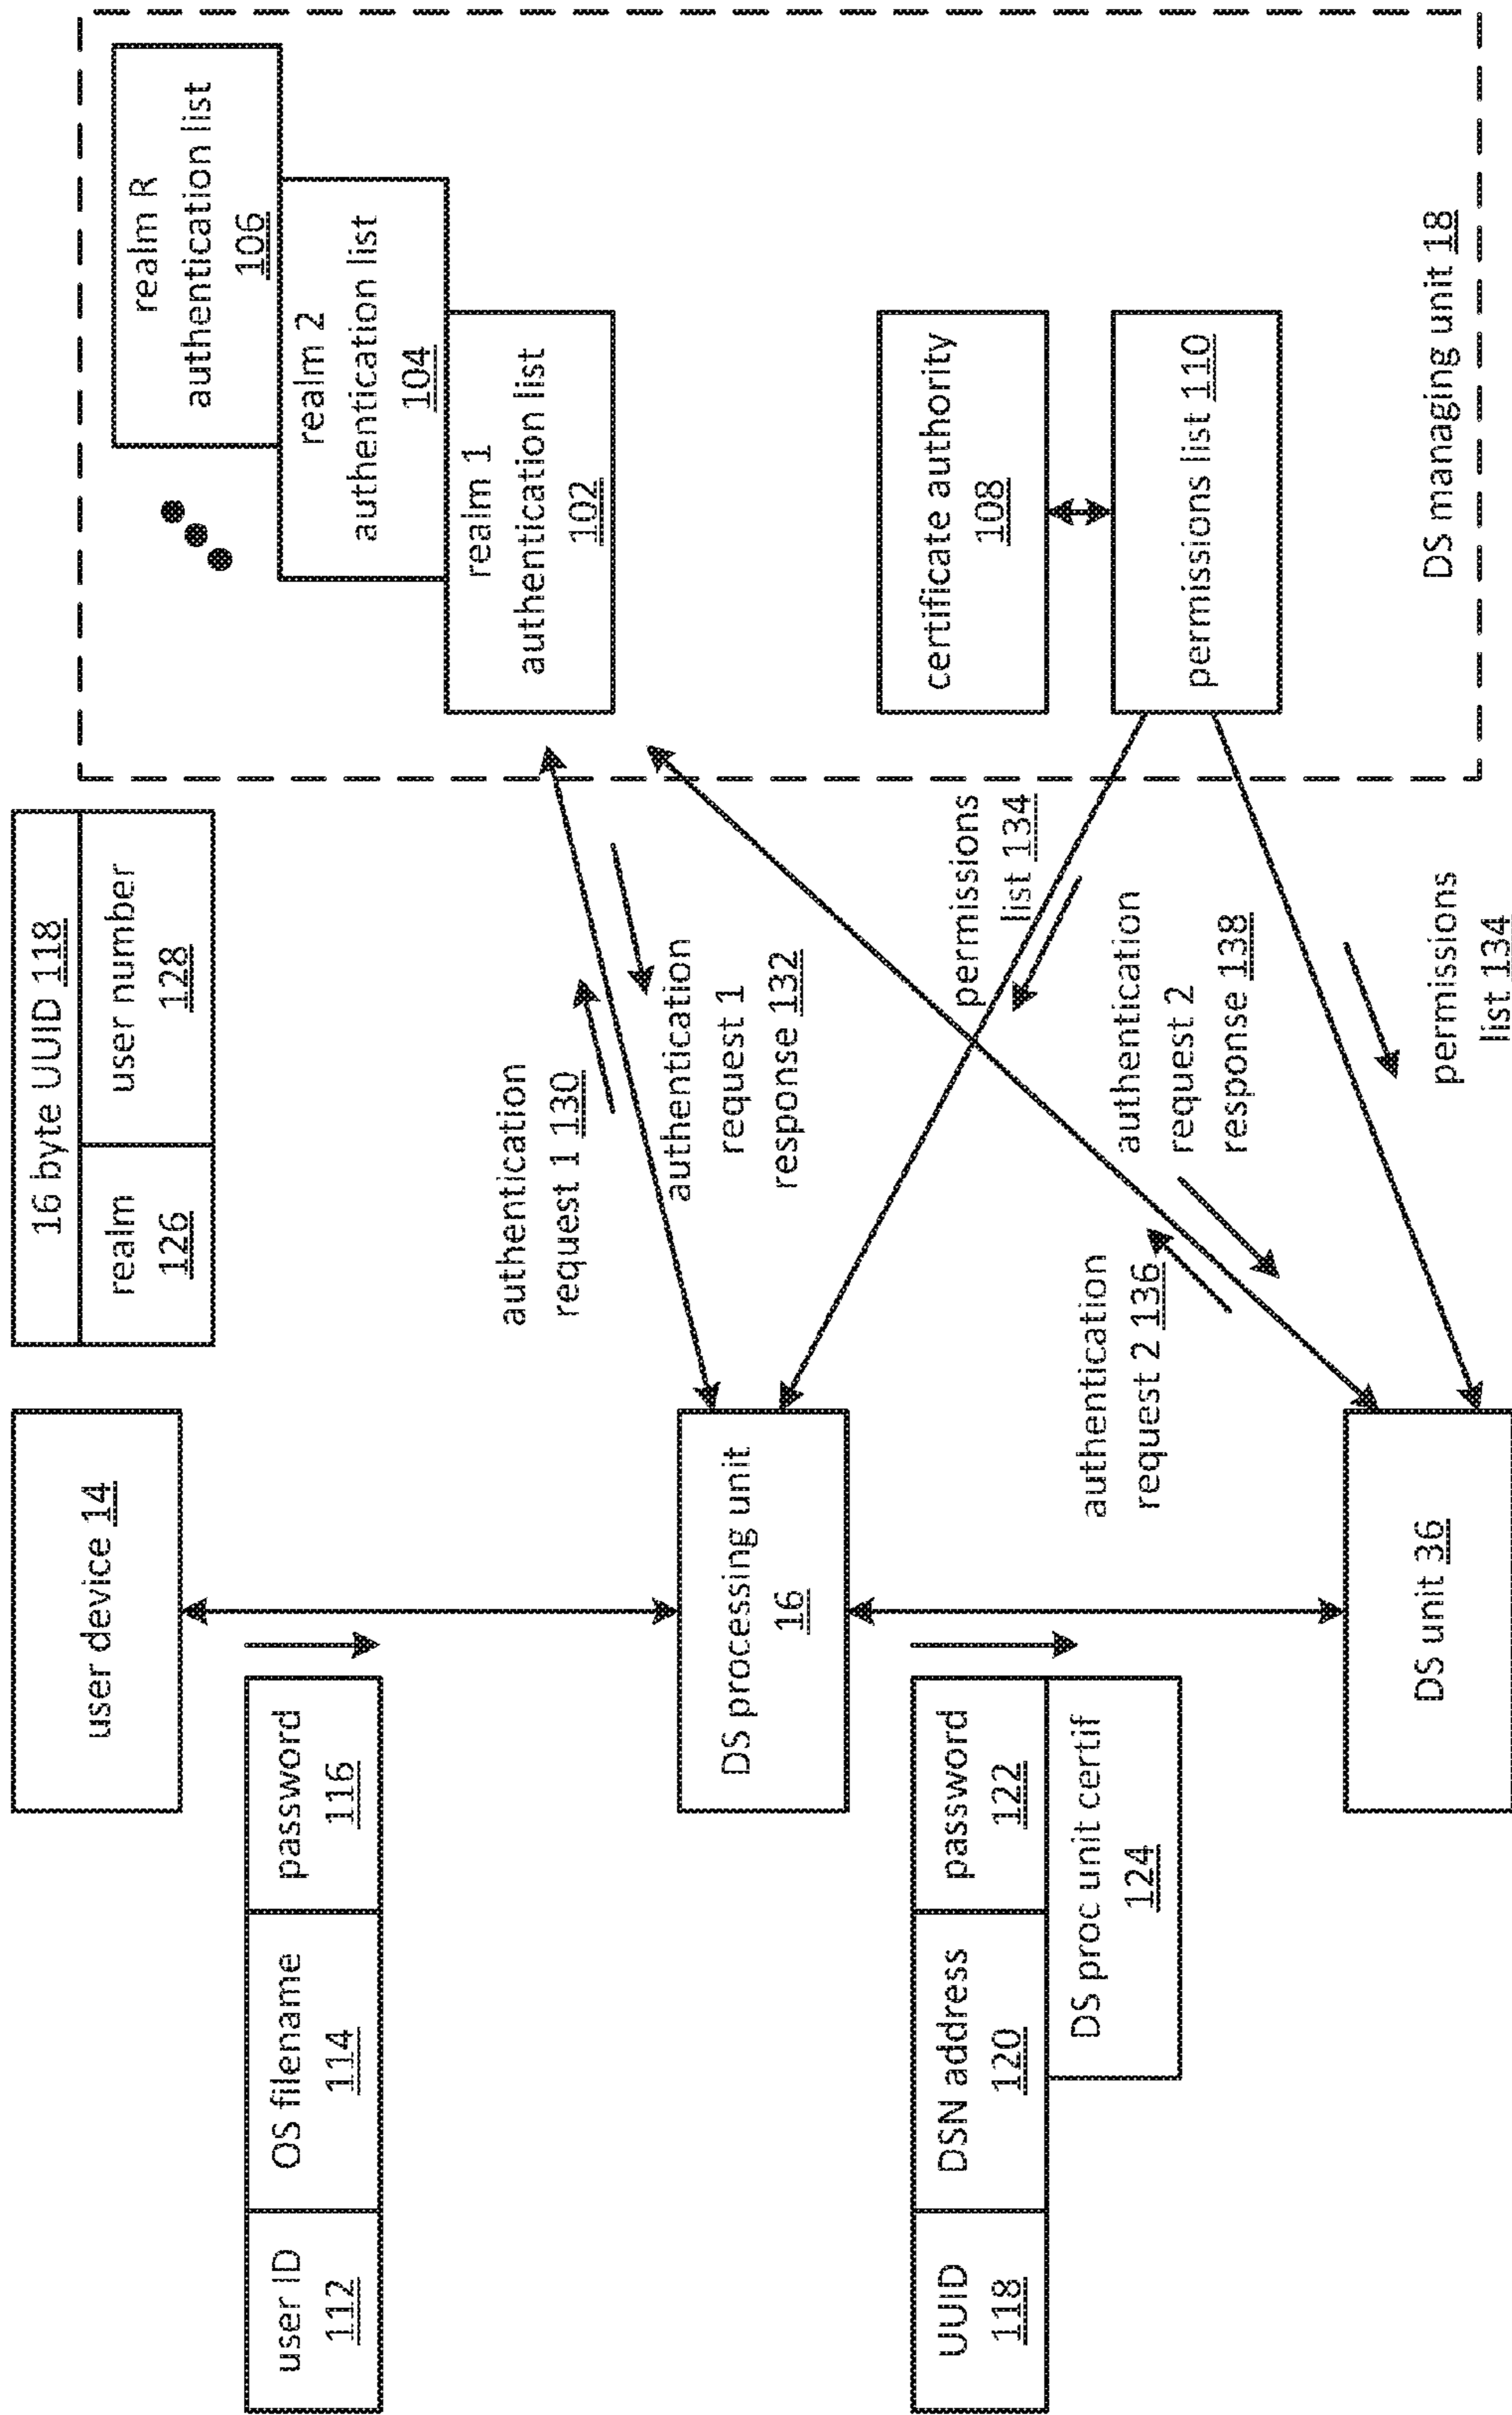 user device 14
16 byte UUID 118
realm
126
user number
128
realm R
authentication list
106
realm 2
authentication list
104
realm 1
authentication list
102
user ID
112
OS filename
114
password
116
authentication
request 1 130
authentication
request 1
response 132
DS processing unit
16
certificate authority
108
permissions
list 134
UUID
118
DSN address
120
password
122
DS proc unit certif
124
authentication
request 2 136
authentication
request 2
response 138
permissions list 110
DS unit 36
permissions
list 134
DS managing unit 18